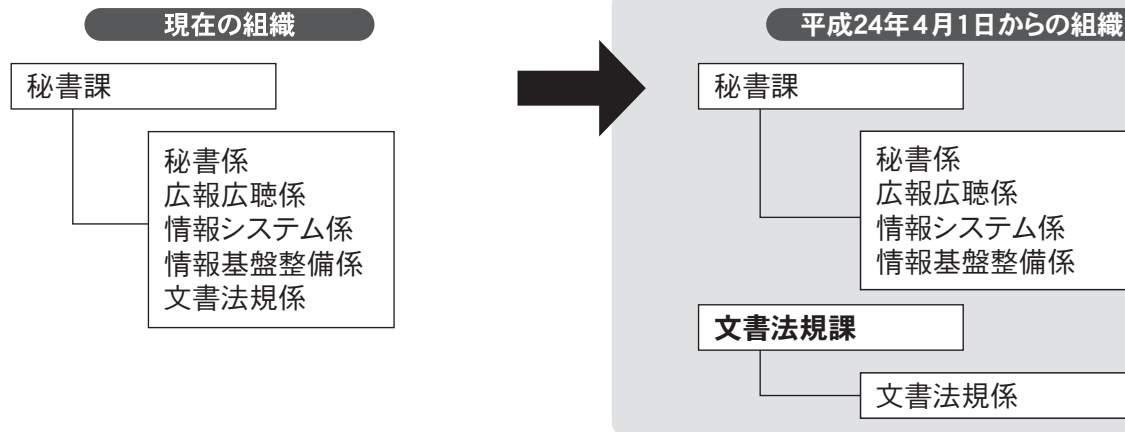 現在の組織
秘書課
秘書係
広報広聴係
情報システム係
情報基盤整備係
文書法規係
平成24年4月1日からの組織
秘書課
秘書係
広報広聴係
情報システム係
情報基盤整備係
文書法規課
文書法規係